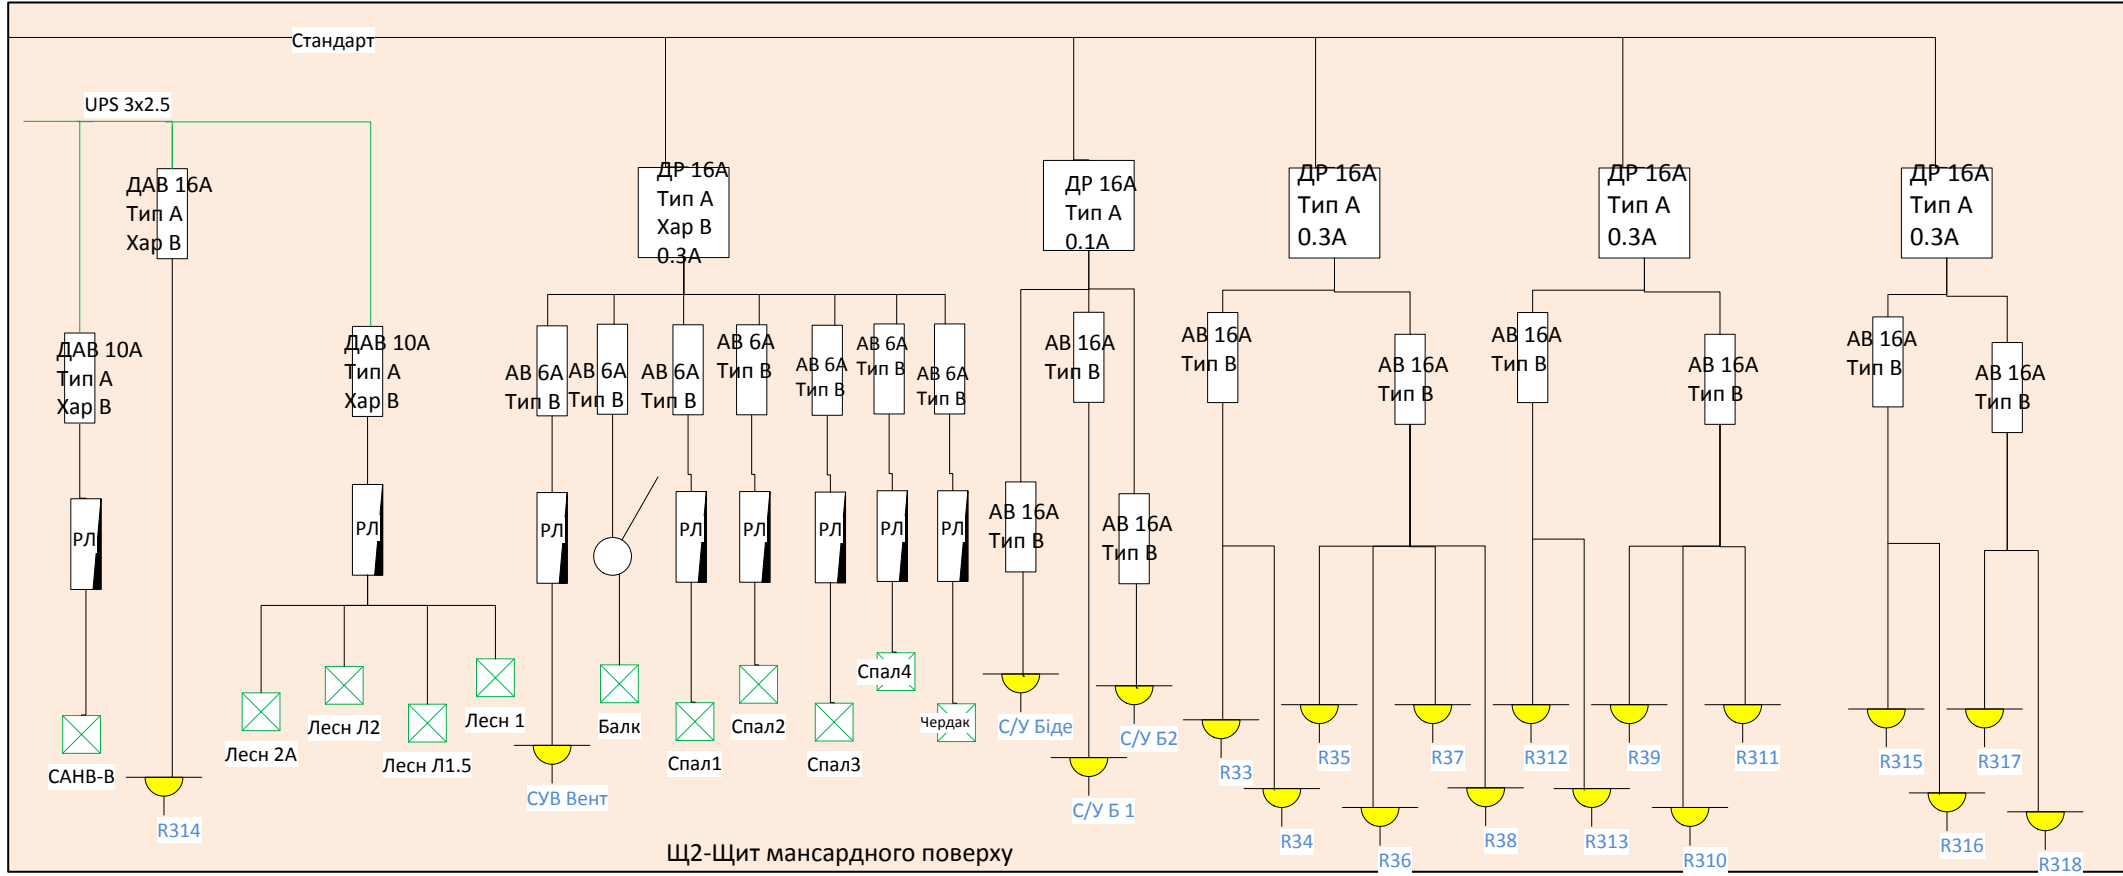 Стандарт
UPS 3x2.5
ДАВ 16А
Тип А
Хар В
ДР 16А
Тип А
Хар В
0.3А
ДР 16А
Тип А
0.1А
ДР 16А
Тип А
0.3А
ДР 16А
Тип А
0.3А
ДР 16А
Тип А
0.3А
ДАВ 10А
Тип А
Хар В
ДАВ 10А
Тип А
Хар В
АВ 6А
Тип В
АВ 6А
Тип В
АВ 6А
Тип В
АВ 6А
Тип В
АВ 6А
Тип В
АВ 6А
Тип В
АВ 6А
Тип В
АВ 16А
Тип В
АВ 16А
Тип В
АВ 16А
Тип В
АВ 16А
Тип В
АВ 16А
Тип В
АВ 16А
Тип В
АВ 16А
Тип В
АВ 16А
Тип В
АВ 16А
Тип В
РЛ
РЛ
РЛ
РЛ
РЛ
РЛ
РЛ
РЛ
САНВ-В
R314
Лесн 2А
Лесн Л2
Лесн Л1.5
Лесн 1
СУВ Вент
Балк
Спал1
Спал2
Спал3
Спал4
Чердак
С/У Біде
С/У Б 1
С/У Б2
R33
R34
R35
R36
R37
R38
R312
R313
R39
R310
R311
R315
R316
R317
R318
Щ2-Щит мансардного поверху